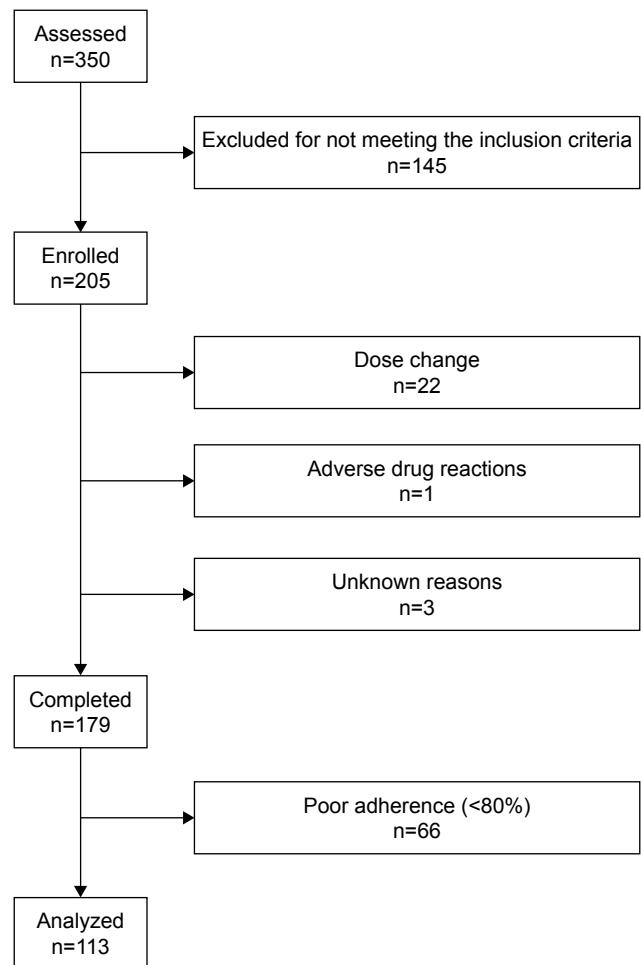 Assessed
n=350
Excluded for not meeting the inclusion criteria
n=145
Enrolled
n=205
Dose change
n=22
Adverse drug reactions
n=1
Unknown reasons
n=3
Completed
n=179
Poor adherence (<80%)
n=66
Analyzed
n=113